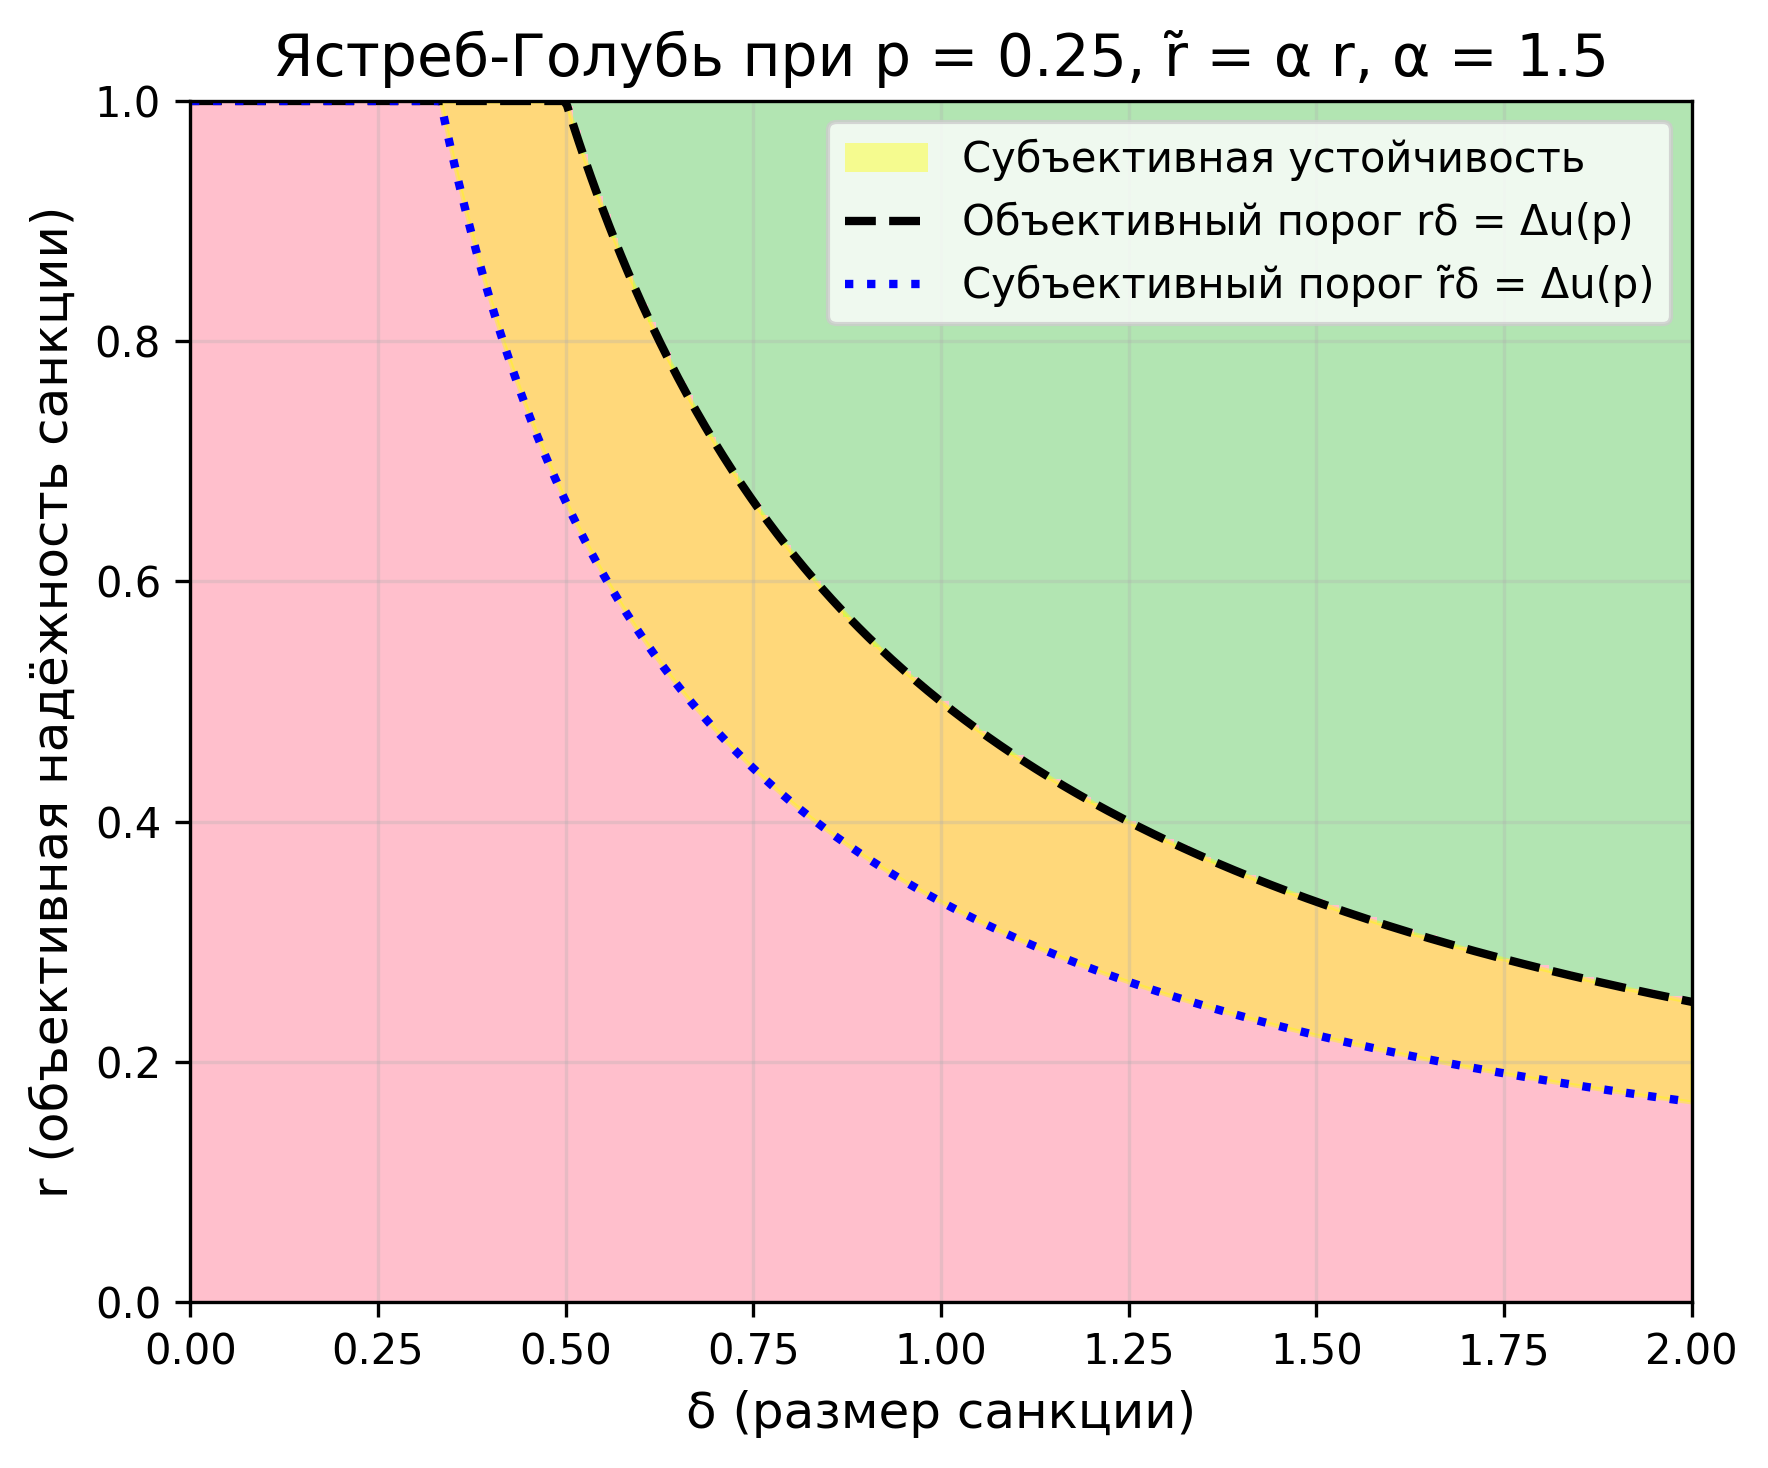 Ястреб-Голубь при p = 0.25, r̃ = α r, α = 1.5
Субъективная устойчивость
Объективный порог rδ = Δu(p)
Субъективный порог r̃δ = Δu(p)
r (объективная надёжность санкции)
1.0
0.8
0.6
0.4
0.2
0.0
0.00 0.25 0.50 0.75 1.00 1.25 1.50 1.75 2.00
δ (размер санкции)